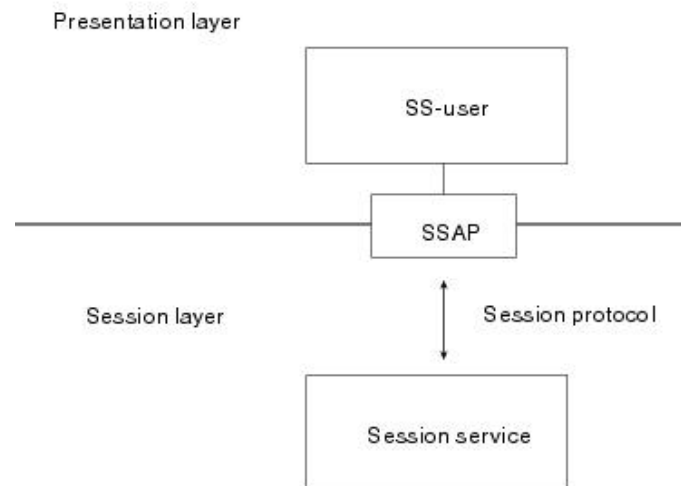 Presentation layer
SS-user
SSAP
Session layer
Session protocol
Session service